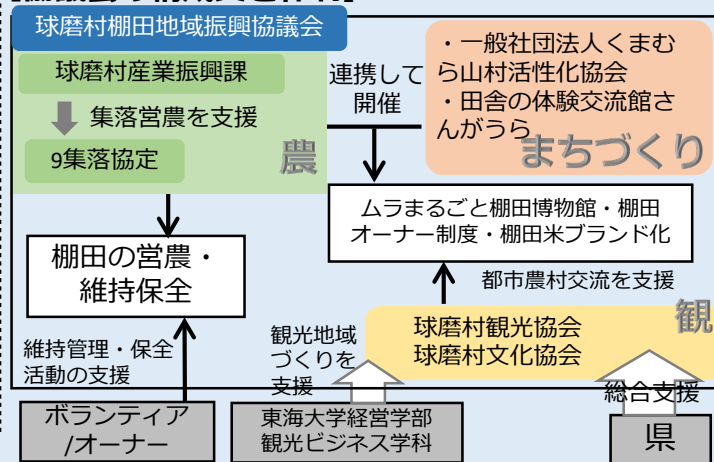 球磨村棚田地域振興協議会
球磨村産業振興課
集落営農を支援
9集落協定
農
連携して
開催
・一般社団法人くまむ
ら山村活性化協会
・田舎の体験交流館さ
んがうら
まちづくり
ムラまるごと棚田博物館・棚田
オーナー制度・棚田米ブランド化
棚田の営農・
維持保全
都市農村交流を支援
観
球磨村観光協会
球磨村文化協会
維持管理・保全
活動の支援
観光地域
づくりを
支援
総合支援
ボランティア
/オーナー
東海大学経営学部
観光ビジネス学科
県